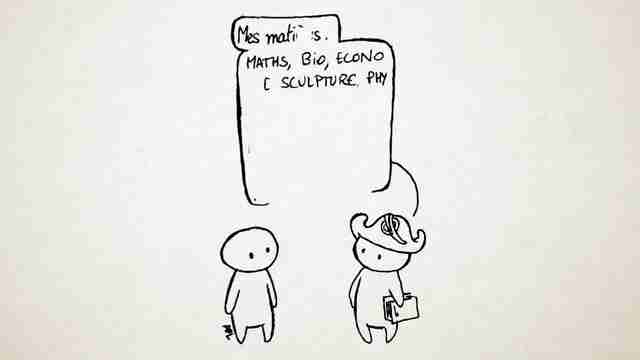 Mes
MATHS, BiO, ECONO
SCULPTURE, PHY